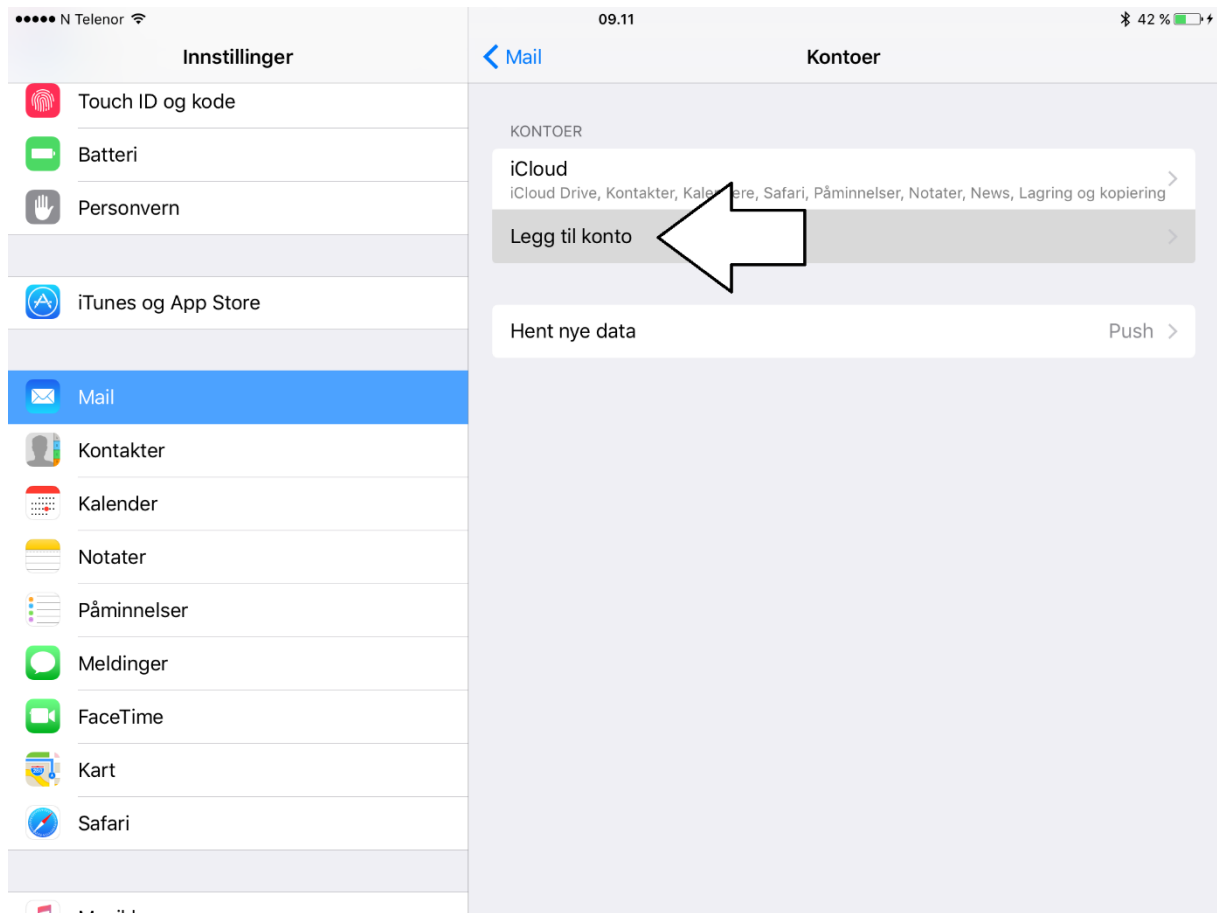 N Telenor 09.11 42 %
Innstillinger
Touch ID og kode
Batteri
Personvern
iTunes og App Store
Mail
Kontakter
Kalender
Notater
Påminnelser
Meldinger
FaceTime
Kart
Safari
Mail
Kontoer
KONTOER
iCloud
iCloud Drive, Kontakter, Kalendere, Safari, Påminnelser, Notater, News, Lagring og kopiering
Legg til konto
Hent nye data Push